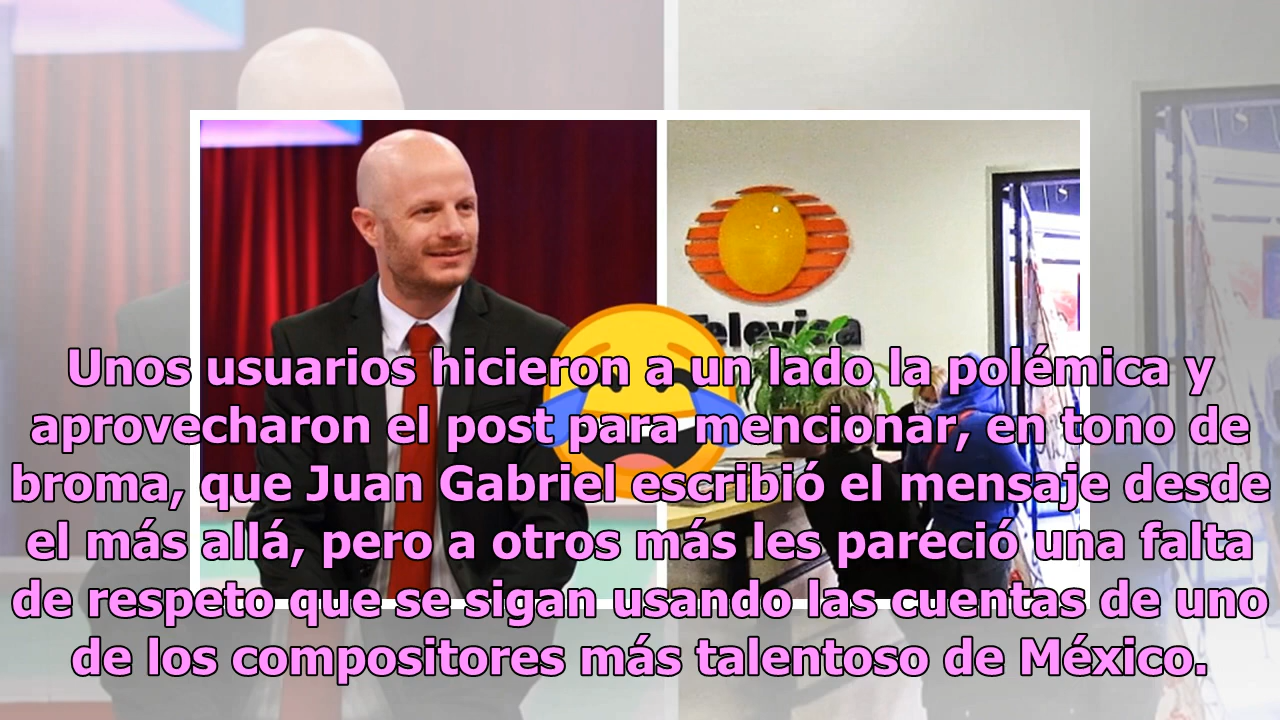 Televisa
Unos usuarios hicieron a un lado la polémica y
aprovecharon el post para mencionar, en tono de
broma, que Juan Gabriel escribió el mensaje desde
el más allá, pero a otros más les pareció una falta
de respeto que se sigan usando las cuentas de uno
de los compositores más talentoso de México.